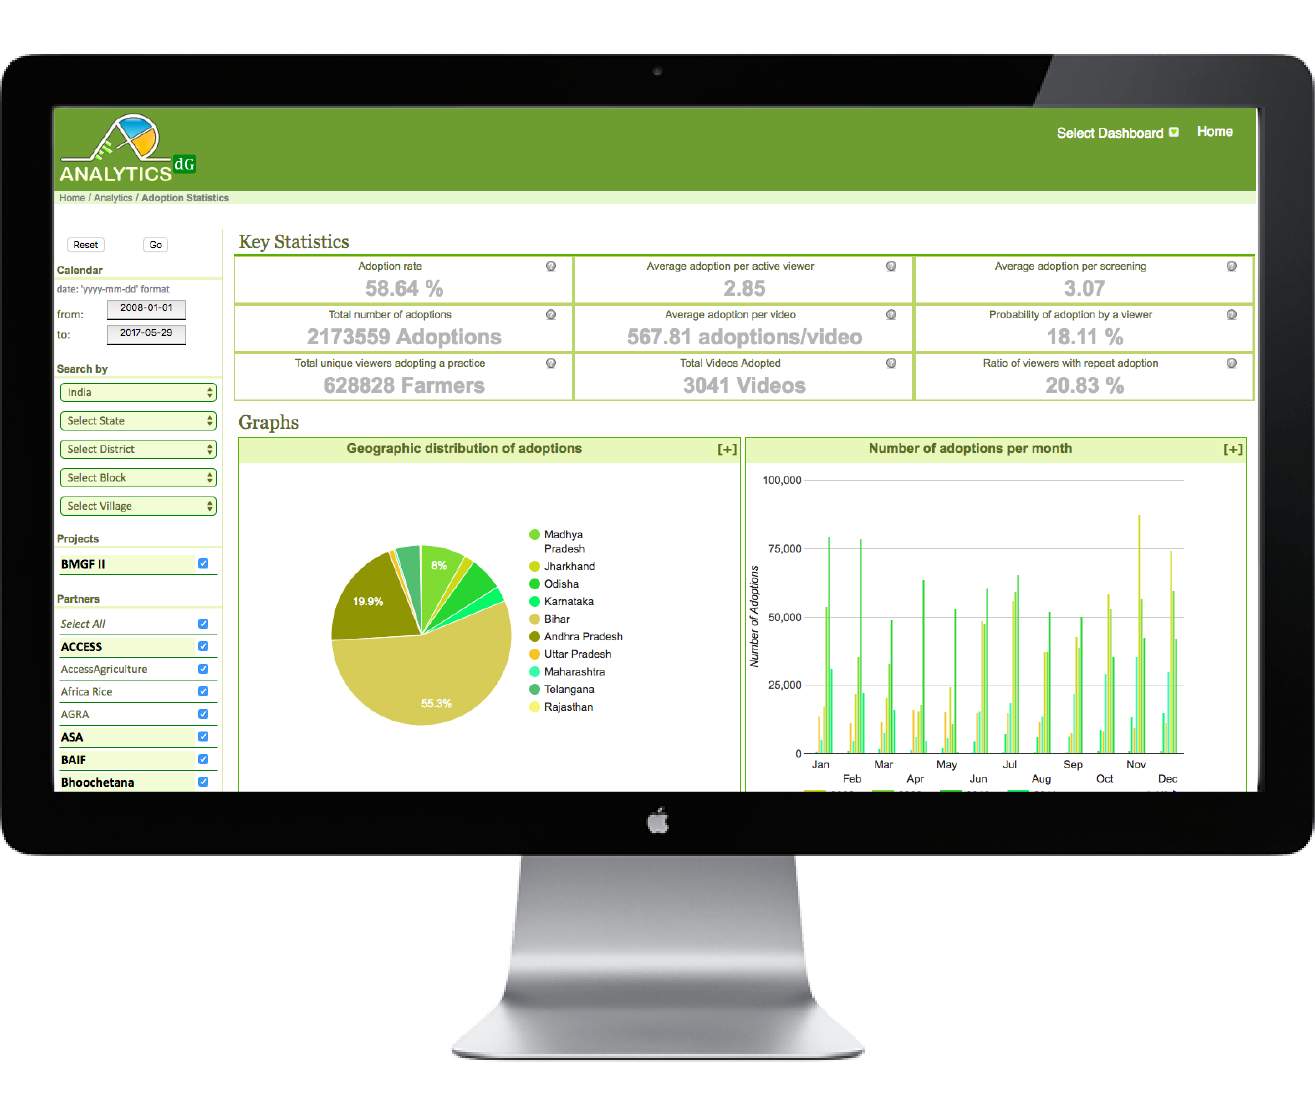 ANALYTICS dG
Select Dashboard
Home
Home / Analytics / Adoption Statistics
Reset
Go
Calendar
date: 'yyyy-mm-dd' format
from:
2008-01-01
to:
2017-05-29
Search by
India
Select State
Select District
Select Block
Select Village
Projects
BMGF II
Partners
Select All
ACCESS
AccessAgriculture
Africa Rice
AGRA
ASA
BAIF
Bhoochetana
Key Statistics
Adoption rate
58.64 %
Average adoption per active viewer
2.85
Average adoption per screening
3.07
Total number of adoptions
2173559 Adoptions
Average adoption per video
567.81 adoptions/video
Probability of adoption by a viewer
18.11 %
Total unique viewers adopting a practice
628828 Farmers
Total Videos Adopted
3041 Videos
Ratio of viewers with repeat adoption
20.83 %
Graphs
Geographic distribution of adoptions
[+]
8%
19.9%
55.3%
Madhya
Pradesh
Jharkhand
Odisha
Karnataka
Bihar
Andhra Pradesh
Uttar Pradesh
Maharashtra
Telangana
Rajasthan
Number of adoptions per month
[+]
Number of Adoptions
100,000
75,000
50,000
25,000
0
Jan
Feb
Mar
Apr
May
Jun
Jul
Aug
Sep
Oct
Nov
Dec